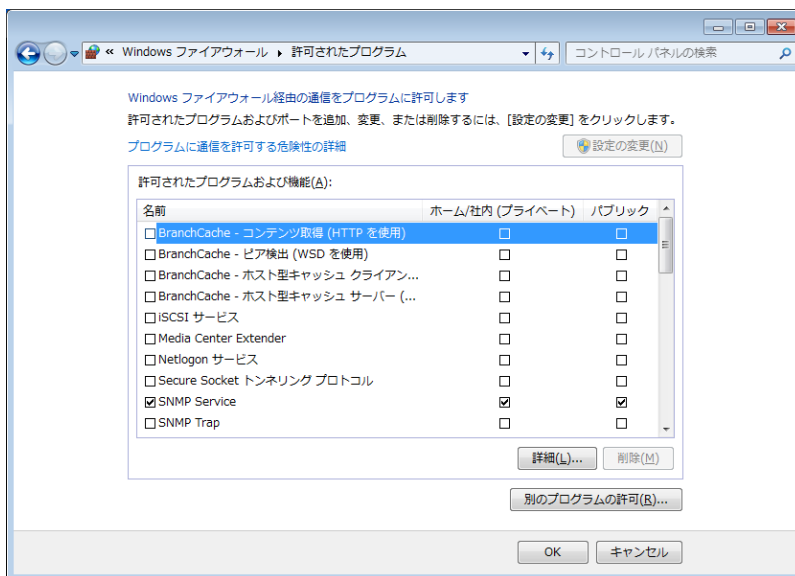 « Windows ファイアウォール ▸ 許可されたプログラム
コントロール パネルの検索
Windows ファイアウォール経由の通信をプログラムに許可します
許可されたプログラムおよびポートを追加、変更、または削除するには、[設定の変更] をクリックします。
プログラムに通信を許可する危険性の詳細
設定の変更(N)
許可されたプログラムおよび機能(A):
名前 ホーム/社内 (プライベート) パブリック
BranchCache - コンテンツ取得 (HTTP を使用)
BranchCache - ピア検出 (WSD を使用)
BranchCache - ホスト型キャッシュ クライアン...
BranchCache - ホスト型キャッシュ サーバー (...
iSCSI サービス
Media Center Extender
Netlogon サービス
Secure Socket トンネリング プロトコル
SNMP Service
SNMP Trap
詳細(L)... 削除(M)
別のプログラムの許可(R)...
OK キャンセル